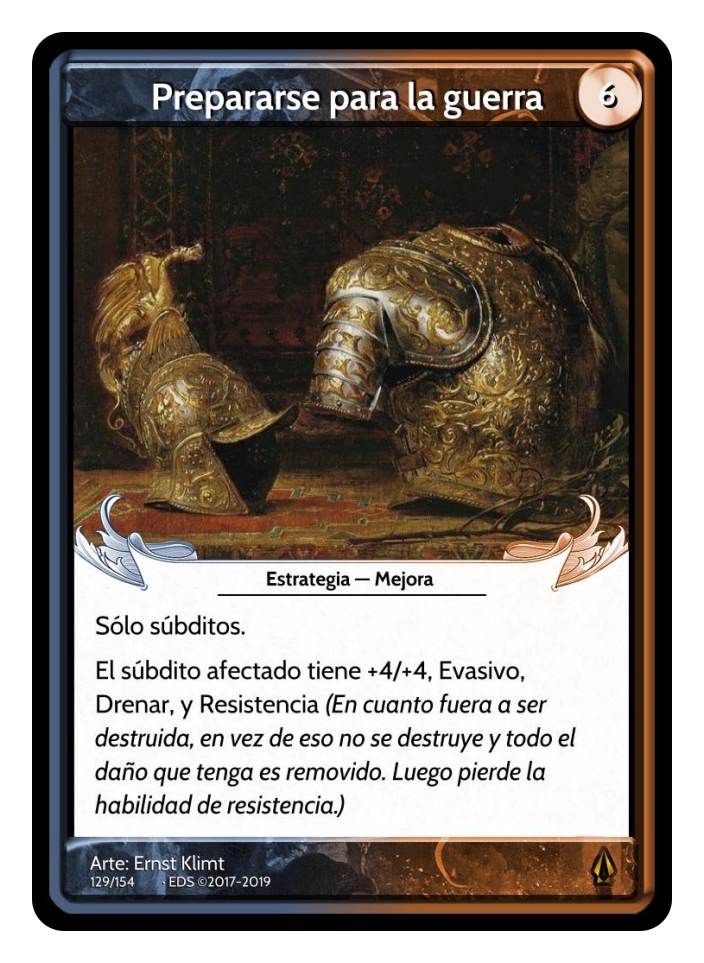 Prepararse para la guerra
6
Estrategia — Mejora
Sólo súbditos.
El súbdito afectado tiene +4/+4, Evasivo,
Drenar, y Resistencia (En cuanto fuera a ser
destruida, en vez de eso no se destruye y todo el
daño que tenga es removido. Luego pierde la
habilidad de resistencia.)
Arte: Ernst Klimt
129/154 · EDS ©2017-2019